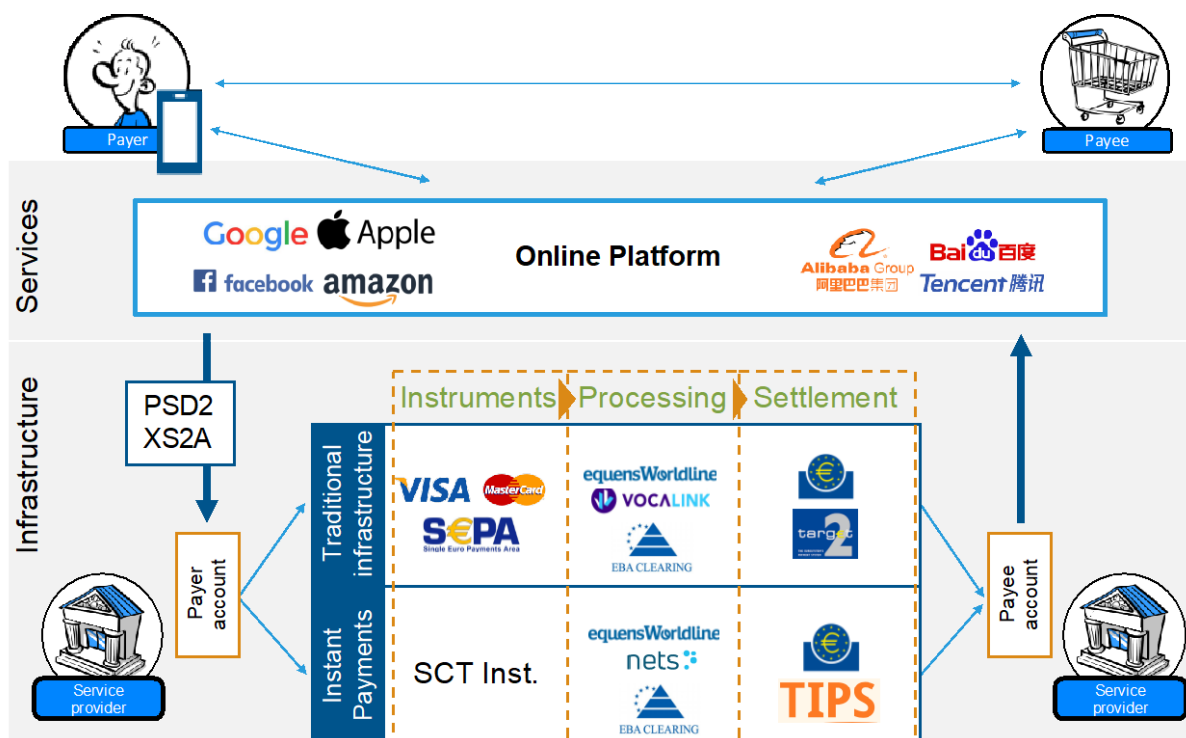 Payer
Payee
Services
Google
Apple
facebook
amazon
Online Platform
Alibaba Group
阿里巴巴集团
Bai du 百度
Tencent 腾讯
Infrastructure
PSD2
XS2A
Instruments
Processing
Settlement
Traditional
infrastructure
VISA
MasterCard
S€PA
Single Euro Payments Area
equensWorldline
VOCALINK
EBA CLEARING
€
target
2
Payer
account
Payee
account
Instant
Payments
SCT Inst.
equensWorldline
nets
EBA CLEARING
€
TIPS
Service
provider
Service
provider